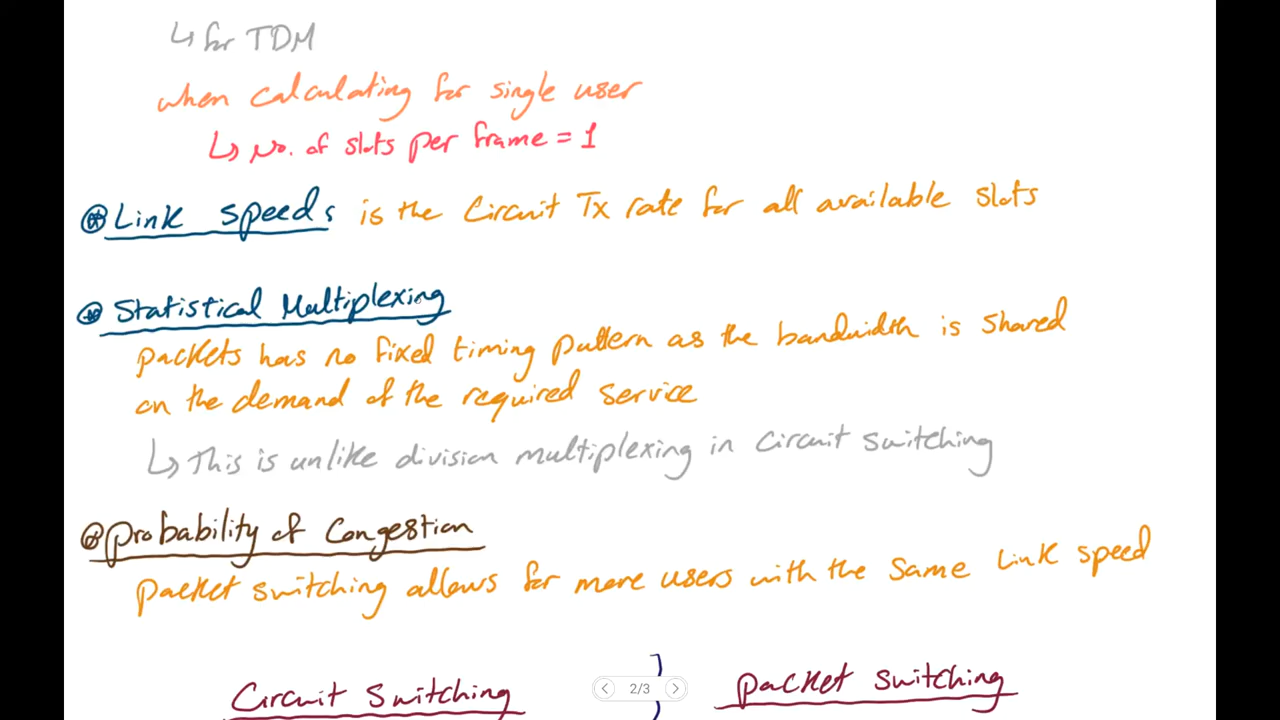 ↳ for TDM
when calculating for single user
↳ No. of slots per frame = 1
⊛ Link speed: is the Circuit Tx rate for all available slots
⊛ Statistical Multiplexing
packets has no fixed timing pattern as the bandwidth is shared
on the demand of the required service
↳ This is unlike division multiplexing in Circuit switching
⊛ probability of Congestion
packet switching allows for more users with the same Link speed
Circuit switching
packet switching
2/3